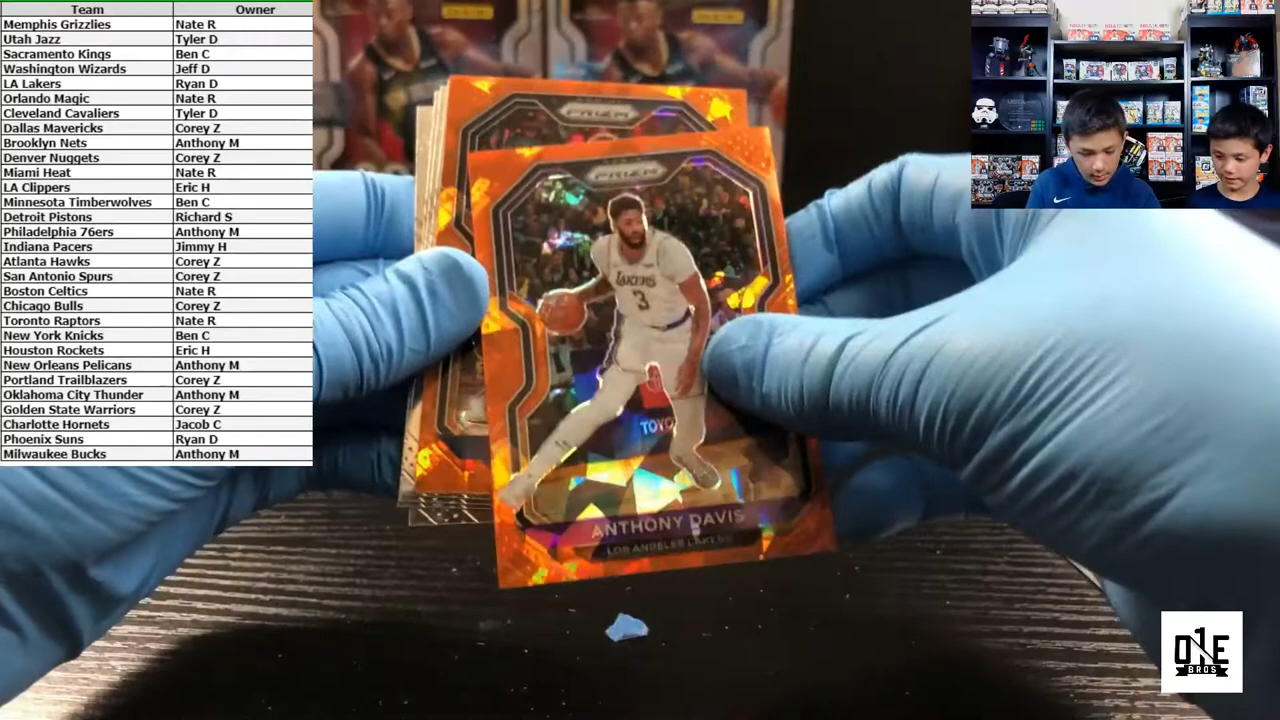 Team Owner
Memphis Grizzlies Nate R
Utah Jazz Tyler D
Sacramento Kings Ben C
Washington Wizards Jeff D
LA Lakers Ryan D
Orlando Magic Nate R
Cleveland Cavaliers Tyler D
Dallas Mavericks Corey Z
Brooklyn Nets Anthony M
Denver Nuggets Corey Z
Miami Heat Nate R
LA Clippers Eric H
Minnesota Timberwolves Ben C
Detroit Pistons Richard S
Philadelphia 76ers Anthony M
Indiana Pacers Jimmy H
Atlanta Hawks Corey Z
San Antonio Spurs Corey Z
Boston Celtics Nate R
Chicago Bulls Corey Z
Toronto Raptors Nate R
New York Knicks Ben C
Houston Rockets Eric H
New Orleans Pelicans Anthony M
Portland Trailblazers Corey Z
Oklahoma City Thunder Anthony M
Golden State Warriors Corey Z
Charlotte Hornets Jacob C
Phoenix Suns Ryan D
Milwaukee Bucks Anthony M
PRIZM
PRIZM
LAKERS
3
TOYO
ANTHONY DAVIS
LOS ANGELES LAKERS
ONE
BROS